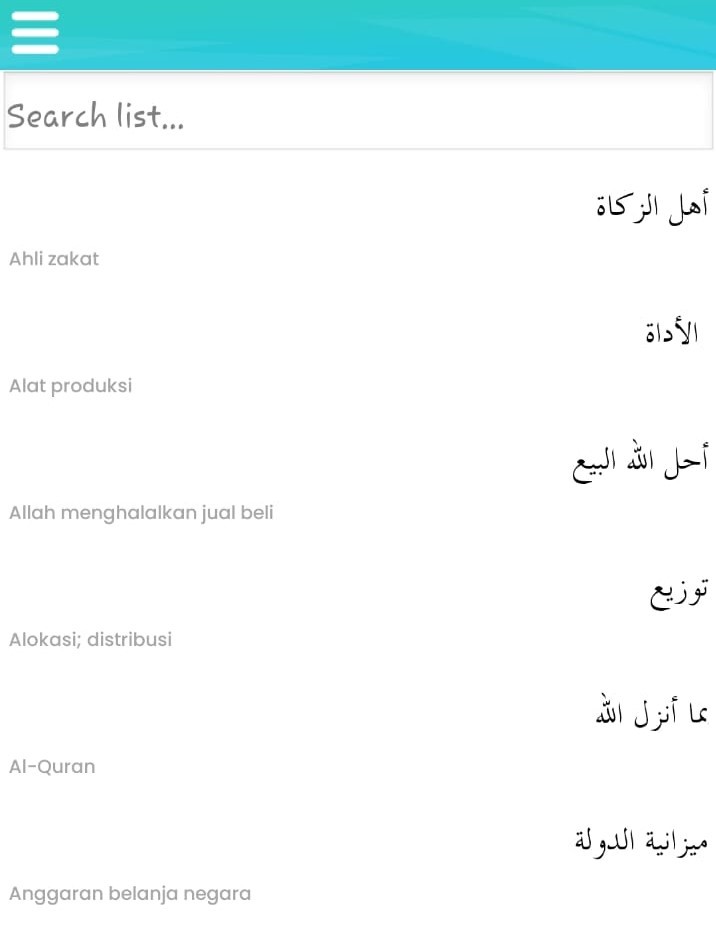 Search list...
أهل الزكاة
Ahli zakat
الأداة
Alat produksi
أحل الله البيع
Allah menghalalkan jual beli
توزيع
Alokasi; distribusi
بما أنزل الله
Al-Quran
ميزانية الدولة
Anggaran belanja negara